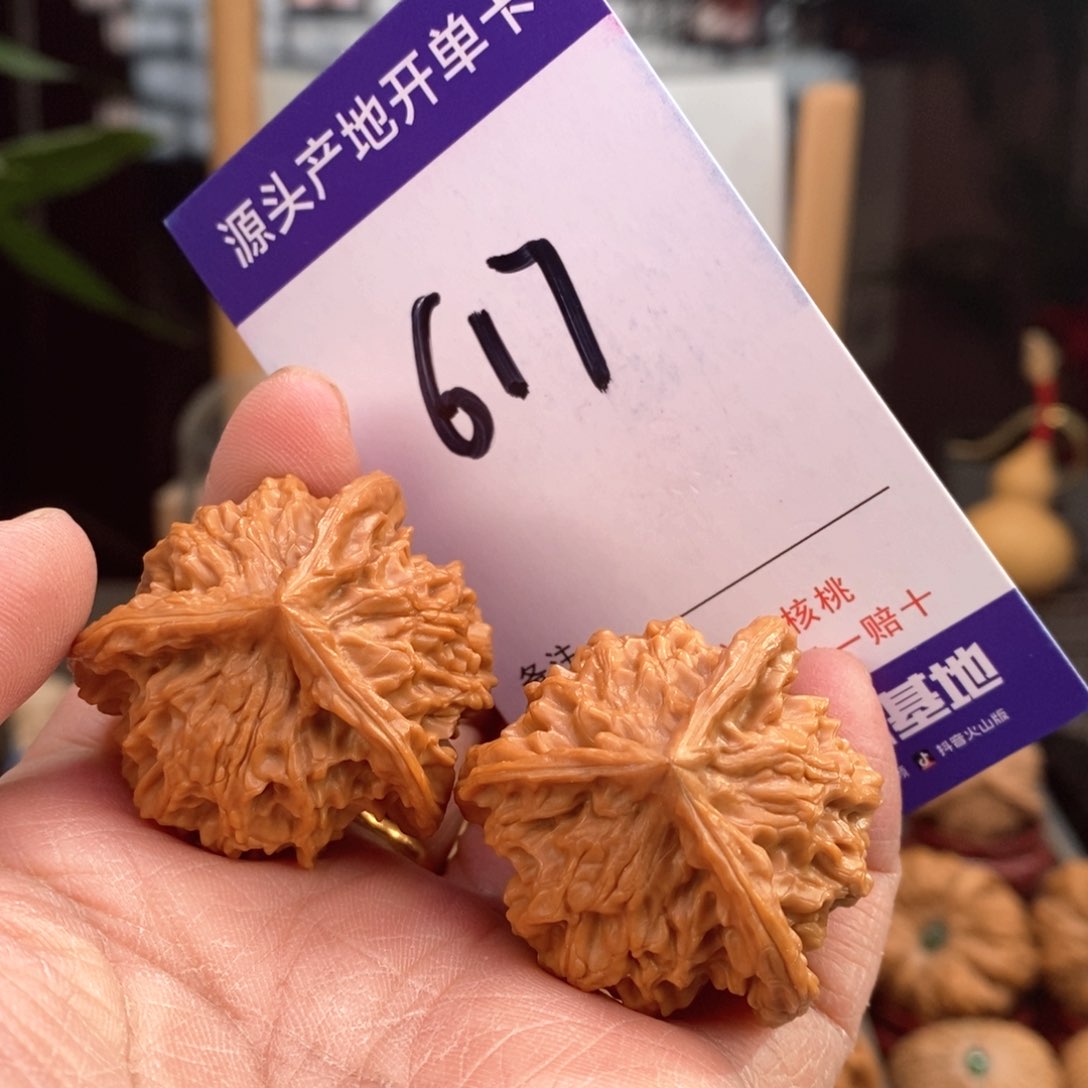 源头产地开单卡
617
备注
核桃
一赔十
基地
抖音火山版